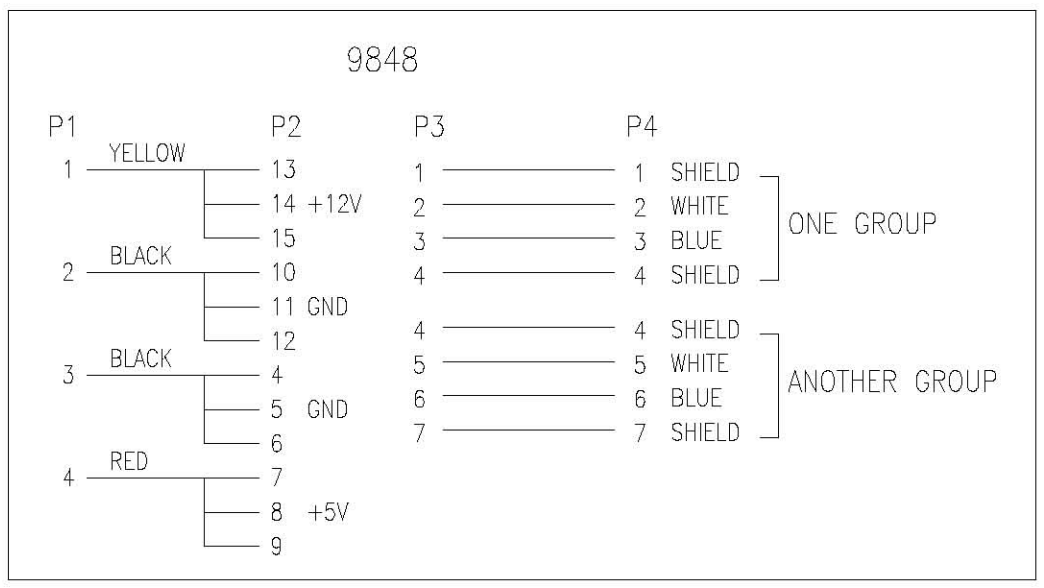 9848
P1 P2 P3 P4
1 YELLOW 13
14 +12V
15
2 BLACK 10
11 GND
12
3 BLACK 4
5 GND
6
4 RED 7
8 +5V
9
1 1 SHIELD
2 2 WHITE
3 3 BLUE
4 4 SHIELD
ONE GROUP
4 4 SHIELD
5 5 WHITE
6 6 BLUE
7 7 SHIELD
ANOTHER GROUP